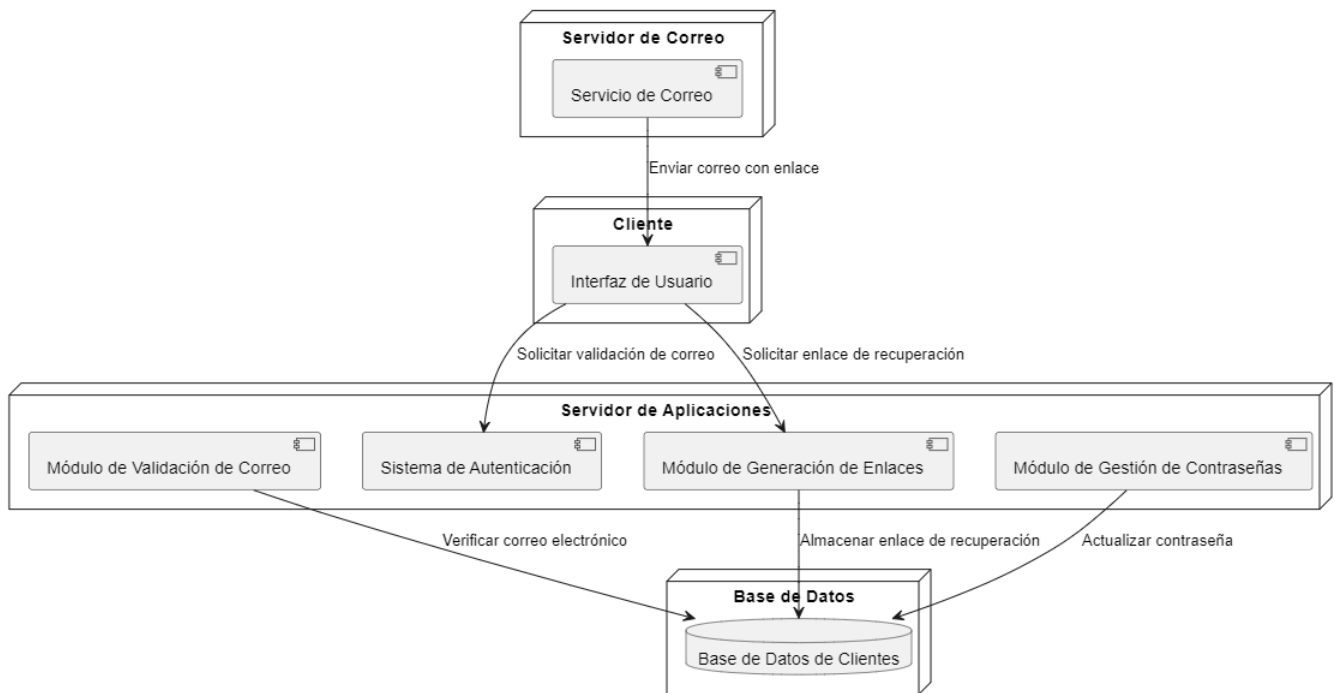 Servidor de Correo
Servicio de Correo
Enviar correo con enlace
Cliente
Interfaz de Usuario
Solicitar validación de correo
Solicitar enlace de recuperación
Servidor de Aplicaciones
Módulo de Validación de Correo
Sistema de Autenticación
Módulo de Generación de Enlaces
Módulo de Gestión de Contraseñas
Verificar correo electrónico
Almacenar enlace de recuperación
Actualizar contraseña
Base de Datos
Base de Datos de Clientes